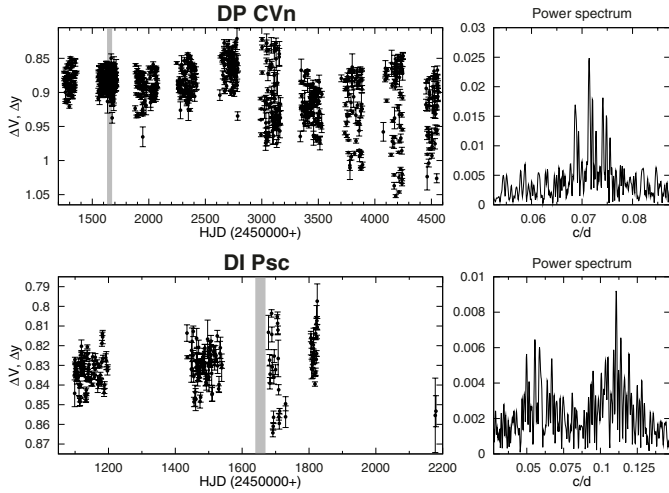 DP CVn
Power spectrum
ΔV, Δy
0.85
0.9
0.95
1
1.05
1500 2000 2500 3000 3500 4000 4500
HJD (2450000+)
0.03
0.025
0.02
0.015
0.01
0.005
0
0.06 0.07 0.08
c/d
DI Psc
Power spectrum
ΔV, Δy
0.79
0.8
0.81
0.82
0.83
0.84
0.85
0.86
0.87
1200 1400 1600 1800 2000 2200
HJD (2450000+)
0.01
0.008
0.006
0.004
0.002
0
0.05 0.075 0.1 0.125
c/d